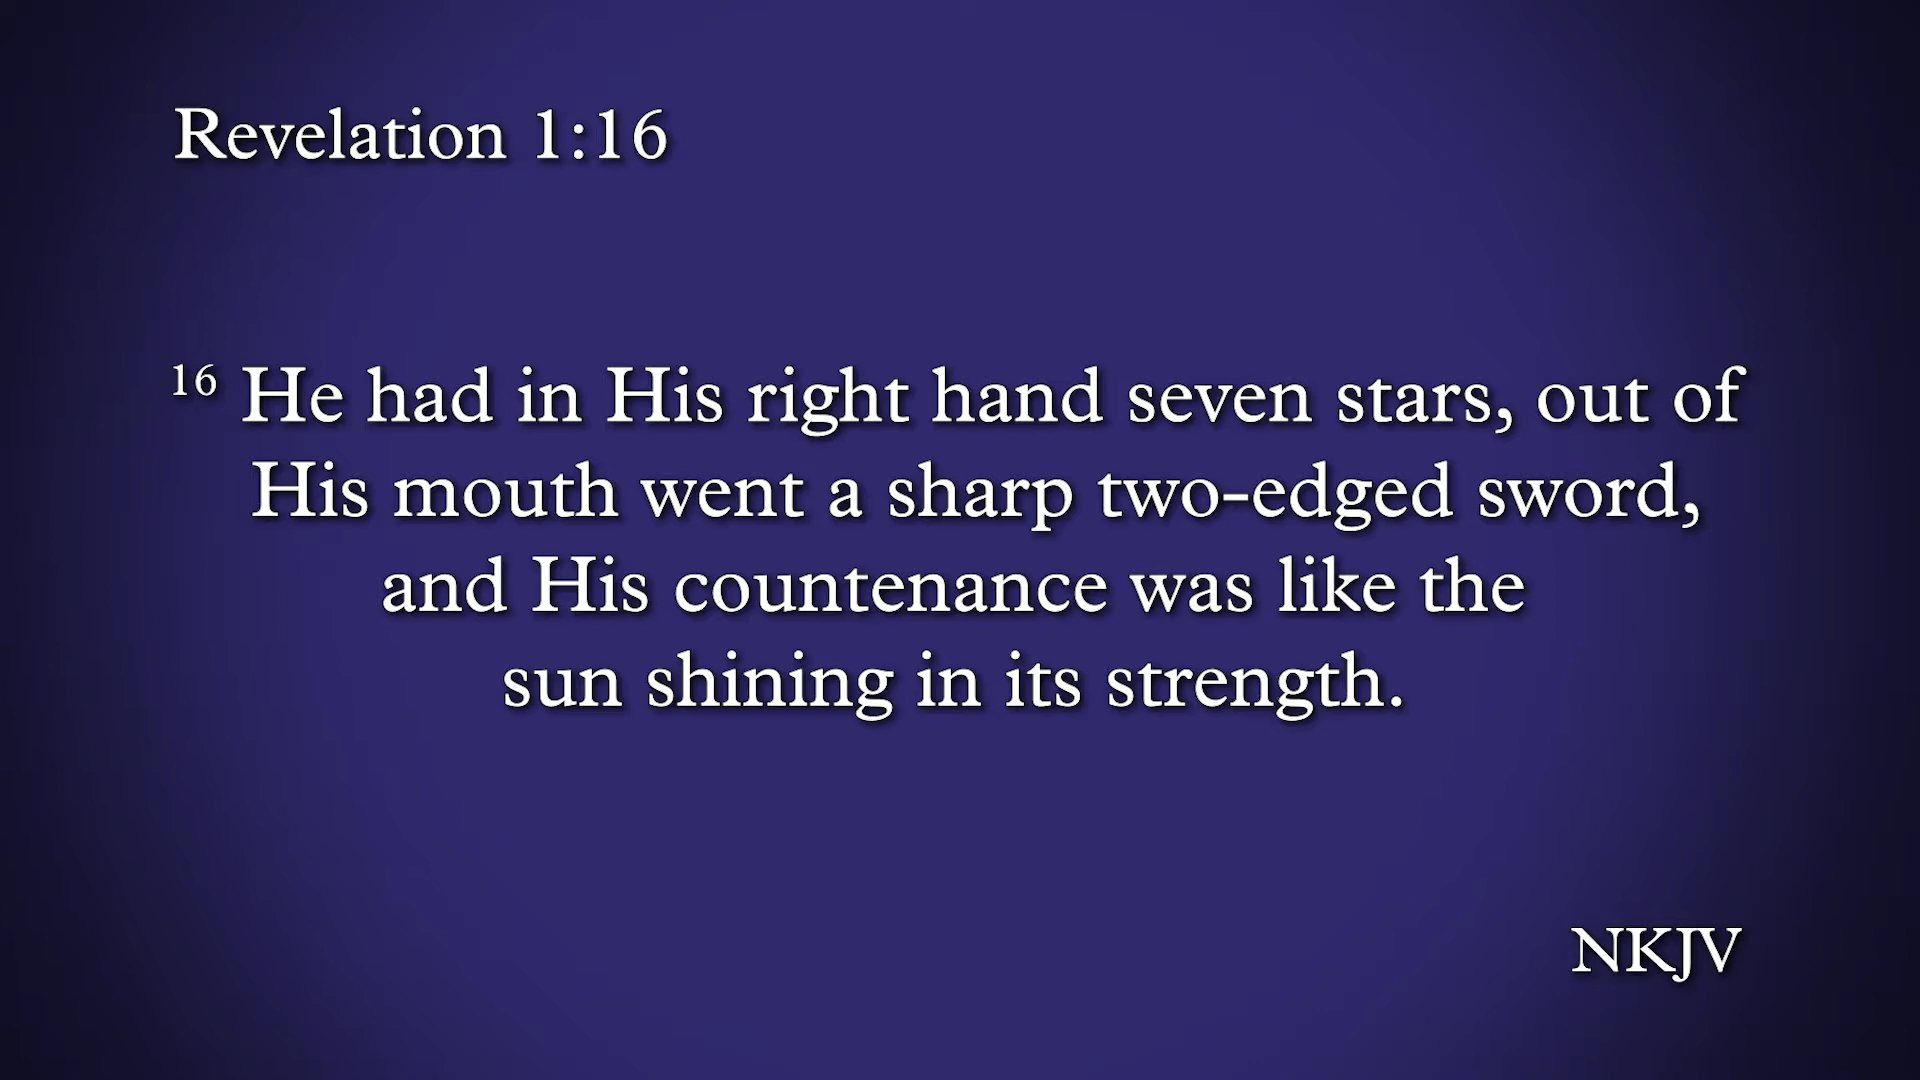 Revelation 1:16
16 He had in His right hand seven stars, out of
His mouth went a sharp two-edged sword,
and His countenance was like the
sun shining in its strength.
NKJV